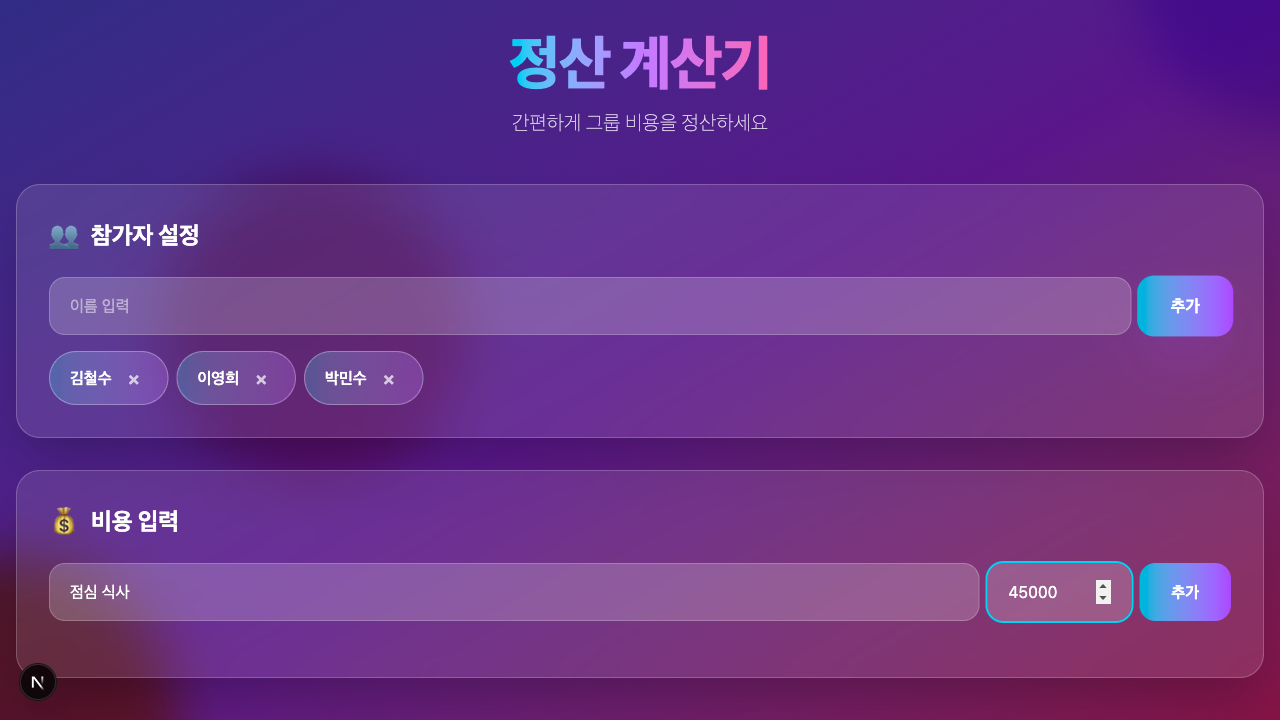 정산 계산기
간편하게 그룹 비용을 정산하세요
참가자 설정
이름 입력
추가
김철수 × 이영희 × 박민수 ×
비용 입력
점심 식사
45000
추가
N